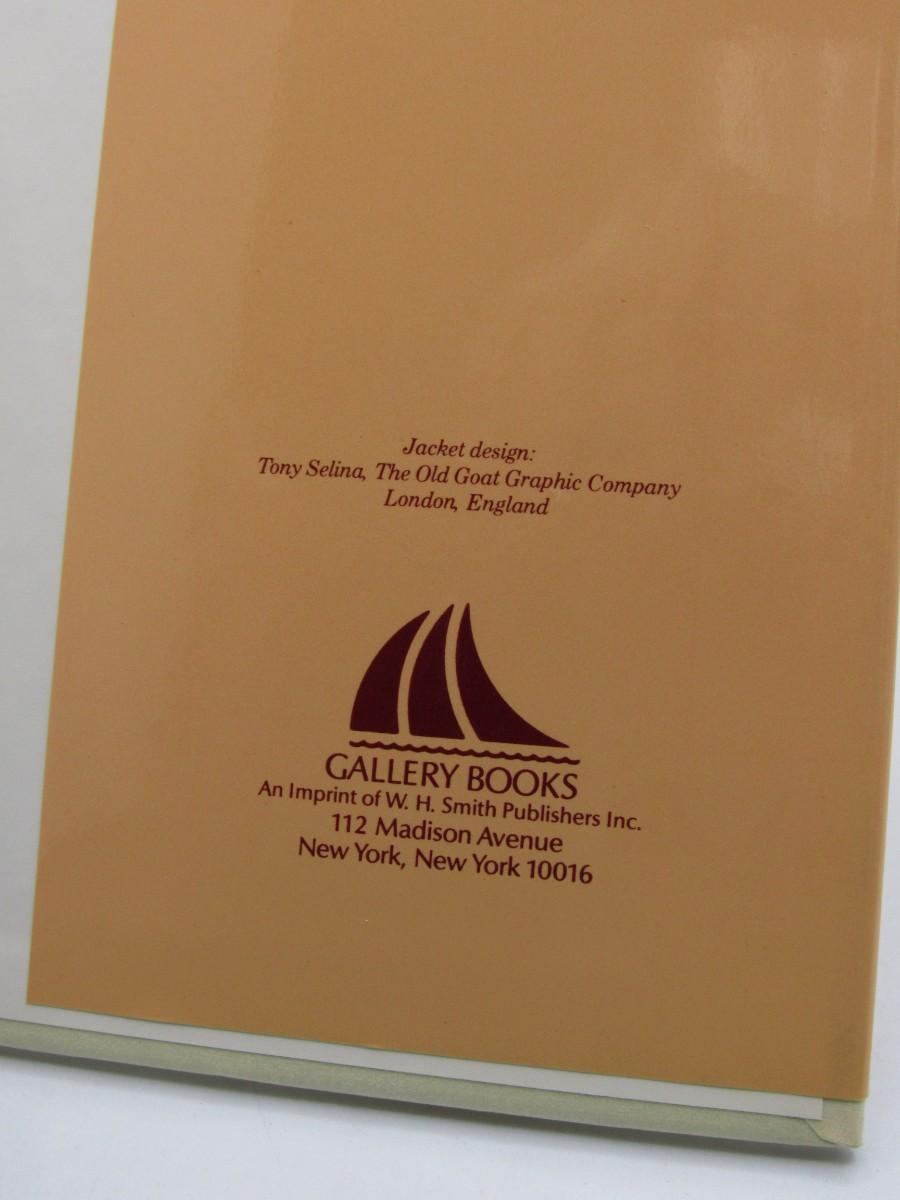 Jacket design:
Tony Selina, The Old Goat Graphic Company
London, England
GALLERY BOOKS
An Imprint of W. H. Smith Publishers Inc.
112 Madison Avenue
New York, New York 10016